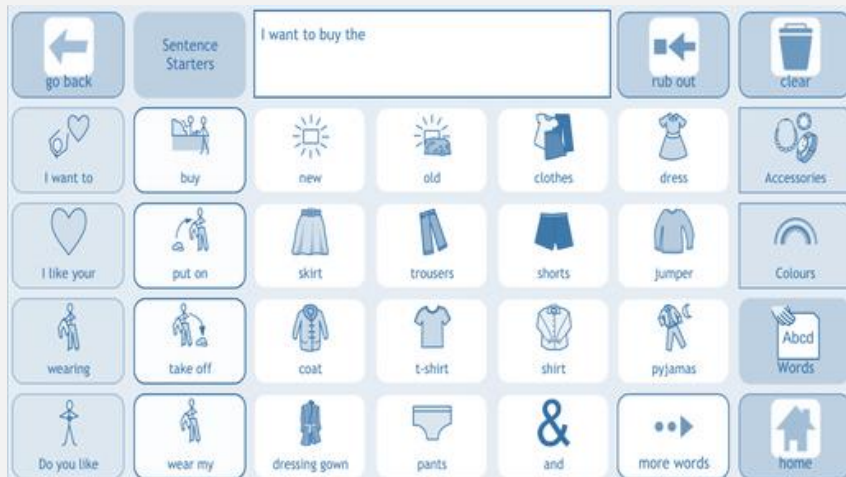 go back
Sentence
Starters
I want to buy the
rub out
clear
I want to
buy
new
old
clothes
dress
Accessories
I like your
put on
skirt
trousers
shorts
jumper
Colours
wearing
take off
coat
t-shirt
shirt
pyjamas
Abcd
Words
Do you like
wear my
dressing gown
pants
&
and
more words
home